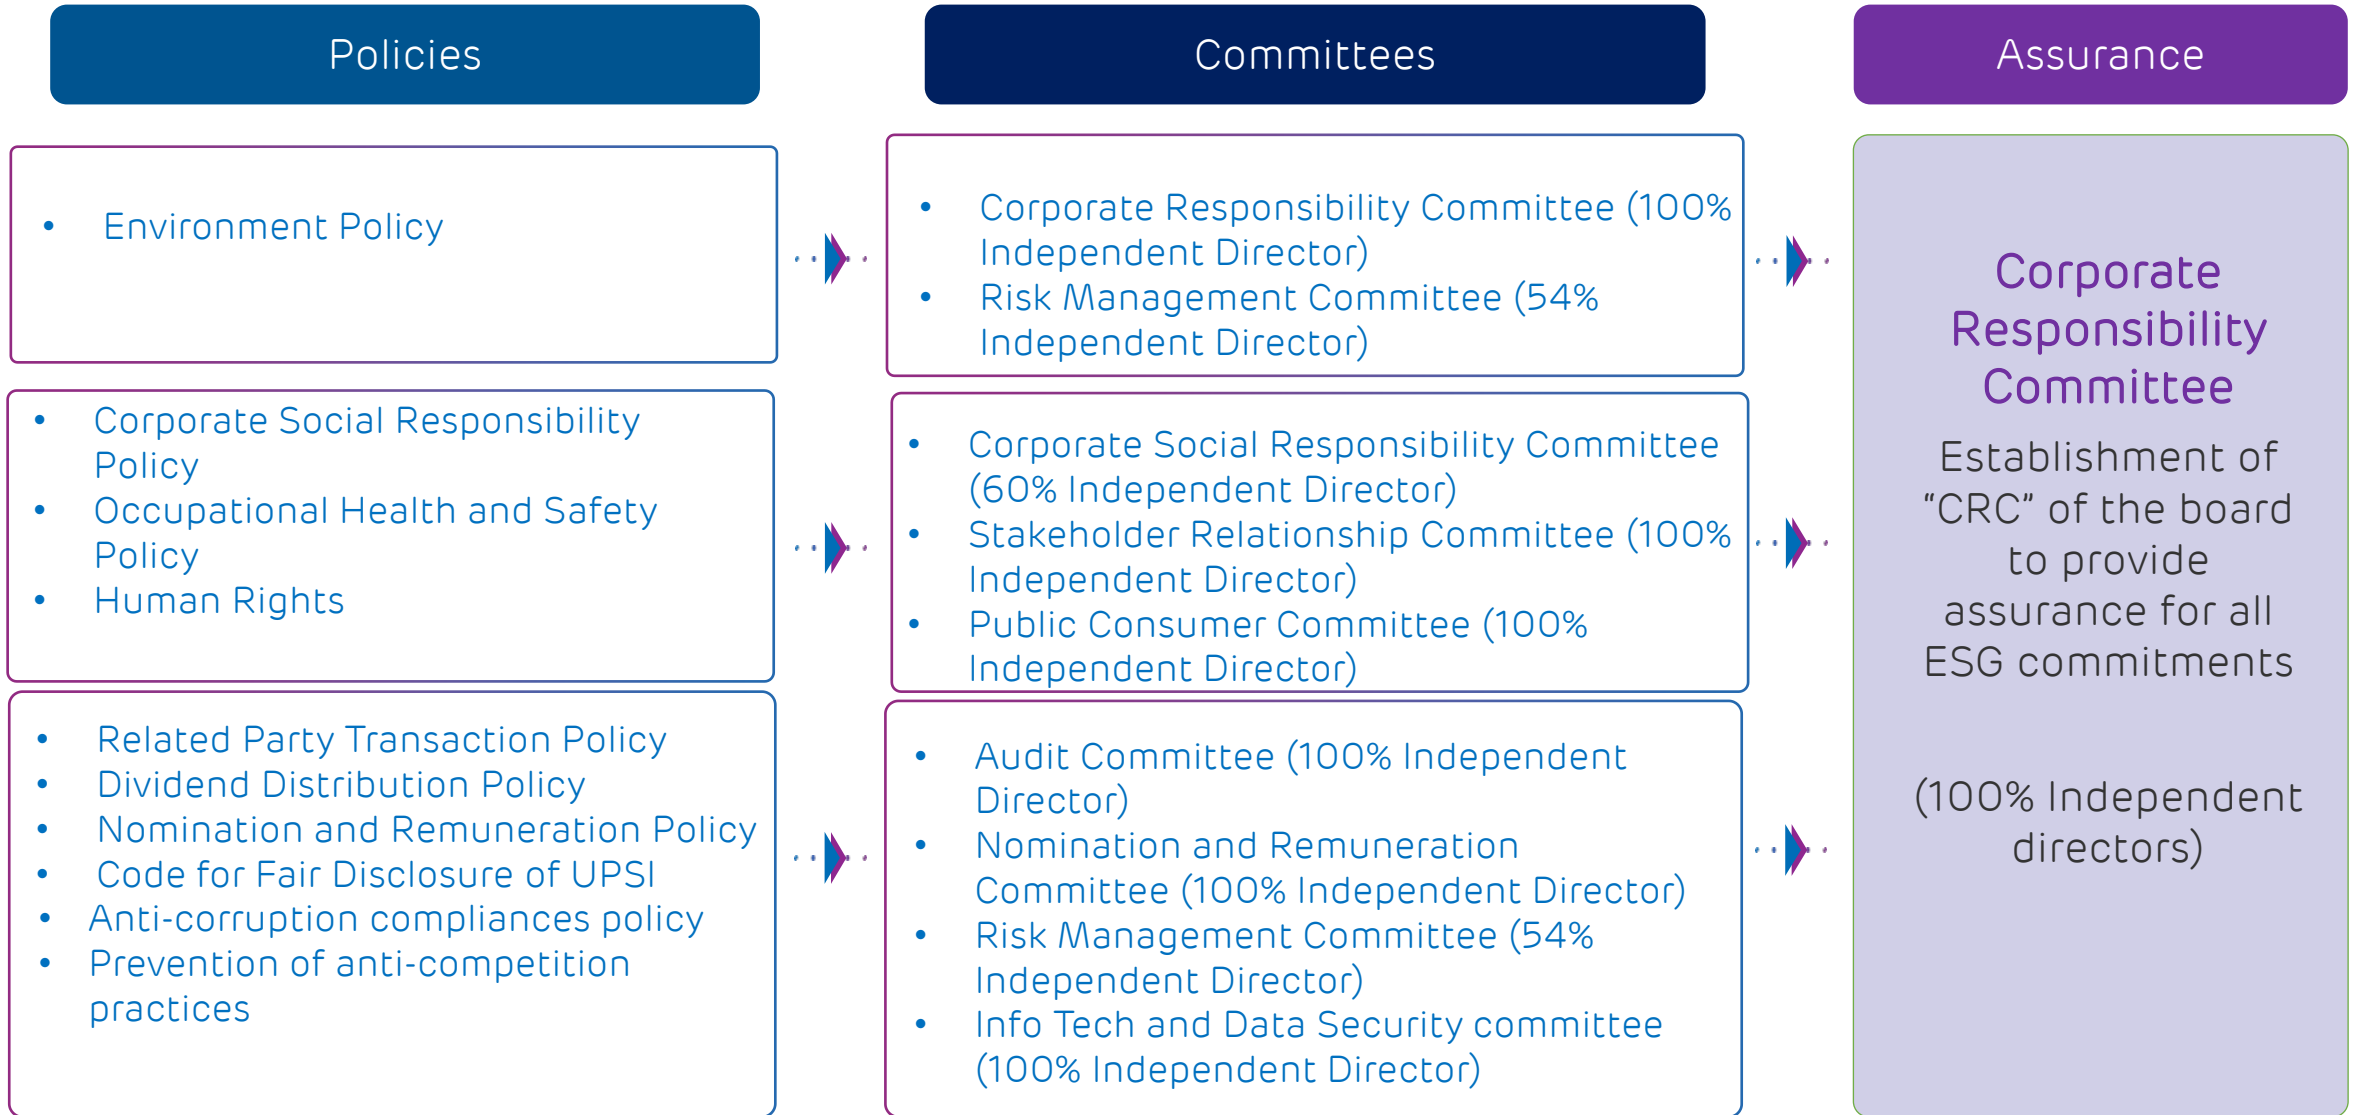 Policies
Committees
Assurance
• Environment Policy
• Corporate Responsibility Committee (100%
Independent Director)
• Risk Management Committee (54%
Independent Director)
• Corporate Social Responsibility
Policy
• Occupational Health and Safety
Policy
• Human Rights
• Corporate Social Responsibility Committee
(60% Independent Director)
• Stakeholder Relationship Committee (100%
Independent Director)
• Public Consumer Committee (100%
Independent Director)
• Related Party Transaction Policy
• Dividend Distribution Policy
• Nomination and Remuneration Policy
• Code for Fair Disclosure of UPSI
• Anti-corruption compliances policy
• Prevention of anti-competition
practices
• Audit Committee (100% Independent
Director)
• Nomination and Remuneration
Committee (100% Independent Director)
• Risk Management Committee (54%
Independent Director)
• Info Tech and Data Security committee
(100% Independent Director)
Corporate
Responsibility
Committee
Establishment of
“CRC” of the board
to provide
assurance for all
ESG commitments
(100% Independent
directors)